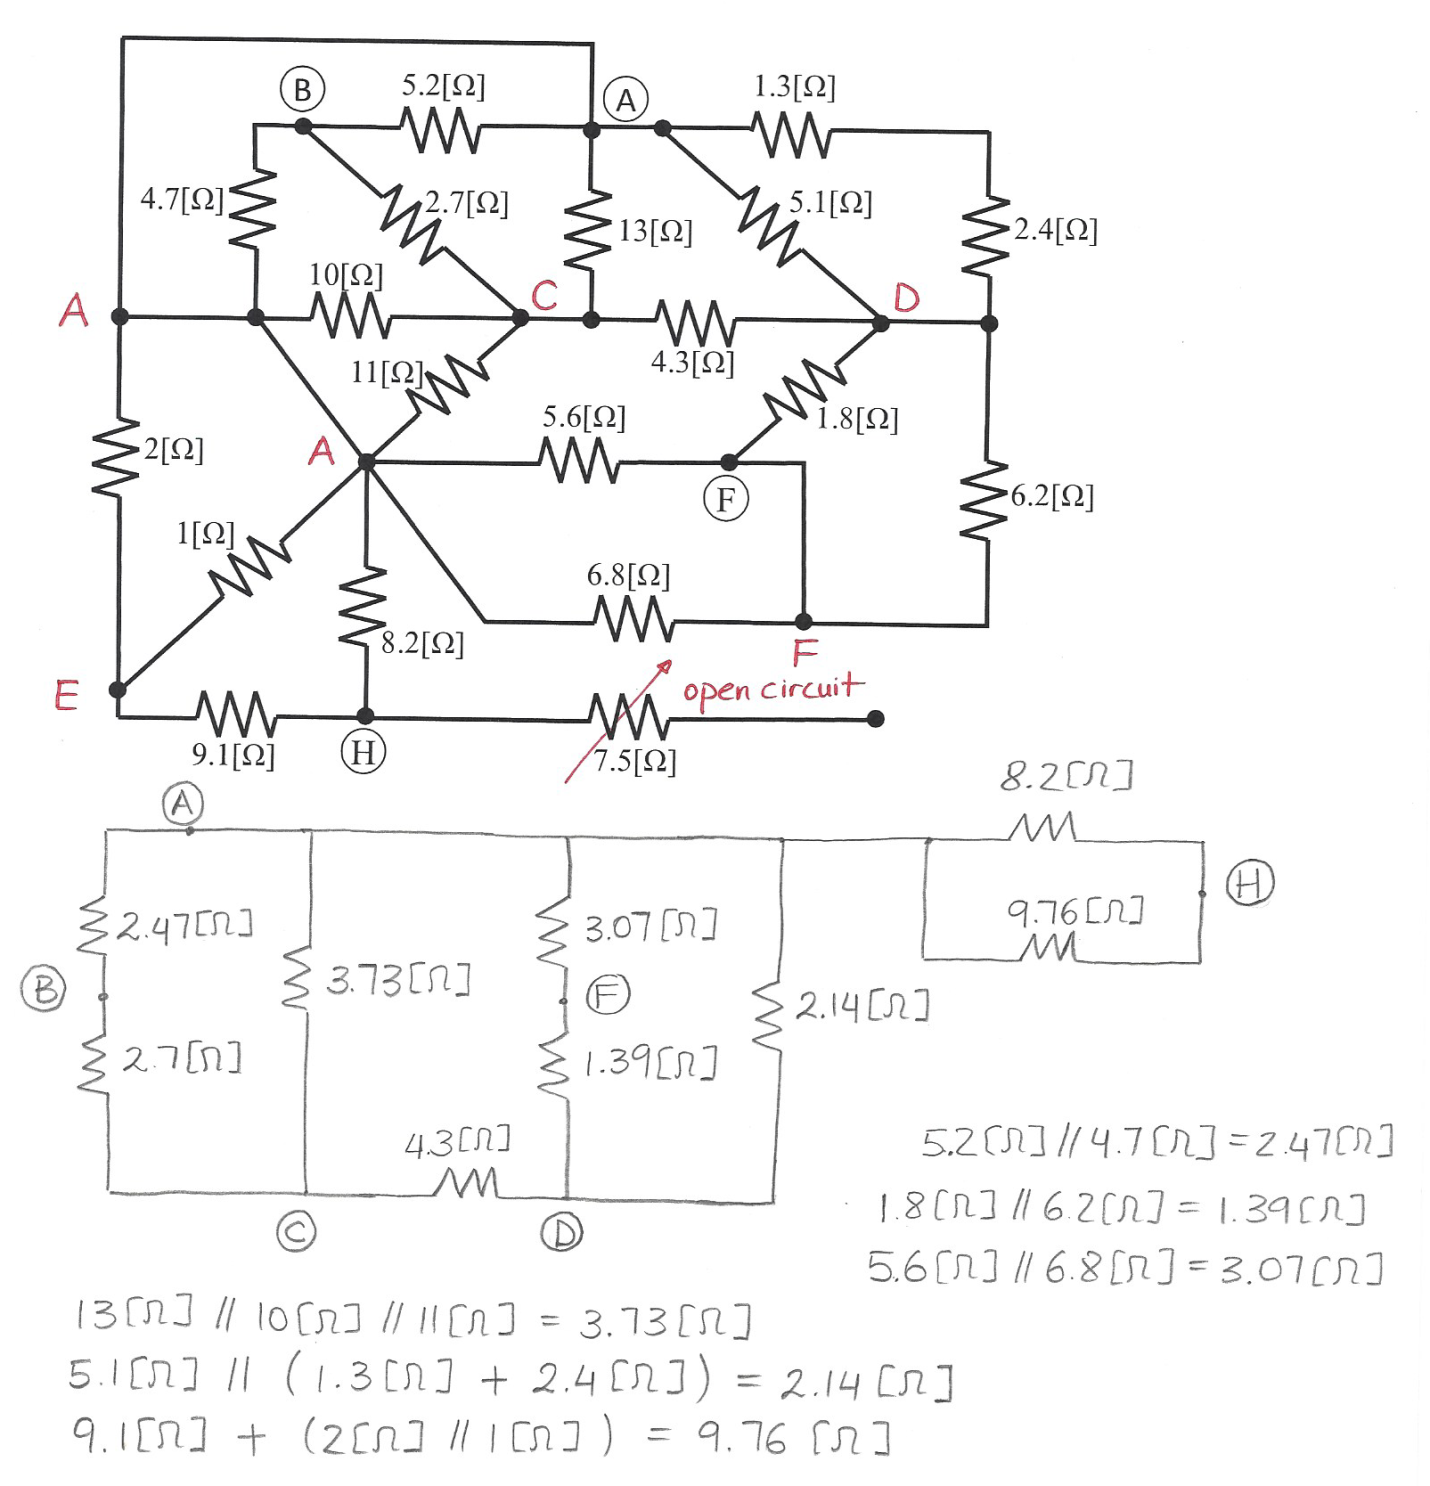 B
5.2[Ω]
A
1.3[Ω]
4.7[Ω]
2.7[Ω]
13[Ω]
5.1[Ω]
2.4[Ω]
10[Ω]
A
C
D
11[Ω]
4.3[Ω]
5.6[Ω]
1.8[Ω]
2[Ω]
A
F
6.2[Ω]
1[Ω]
6.8[Ω]
8.2[Ω]
F
E
open circuit
9.1[Ω]
H
7.5[Ω]
8.2[Ω]
A
H
2.47[Ω]
3.07[Ω]
9.76[Ω]
B
3.73[Ω]
F
2.14[Ω]
2.7[Ω]
1.39[Ω]
4.3[Ω]
C
D
5.2[Ω] // 4.7[Ω] = 2.47[Ω]
1.8[Ω] // 6.2[Ω] = 1.39[Ω]
5.6[Ω] // 6.8[Ω] = 3.07[Ω]
13[Ω] // 10[Ω] // 11[Ω] = 3.73[Ω]
5.1[Ω] // (1.3[Ω] + 2.4[Ω]) = 2.14[Ω]
9.1[Ω] + (2[Ω] // 1[Ω]) = 9.76[Ω]